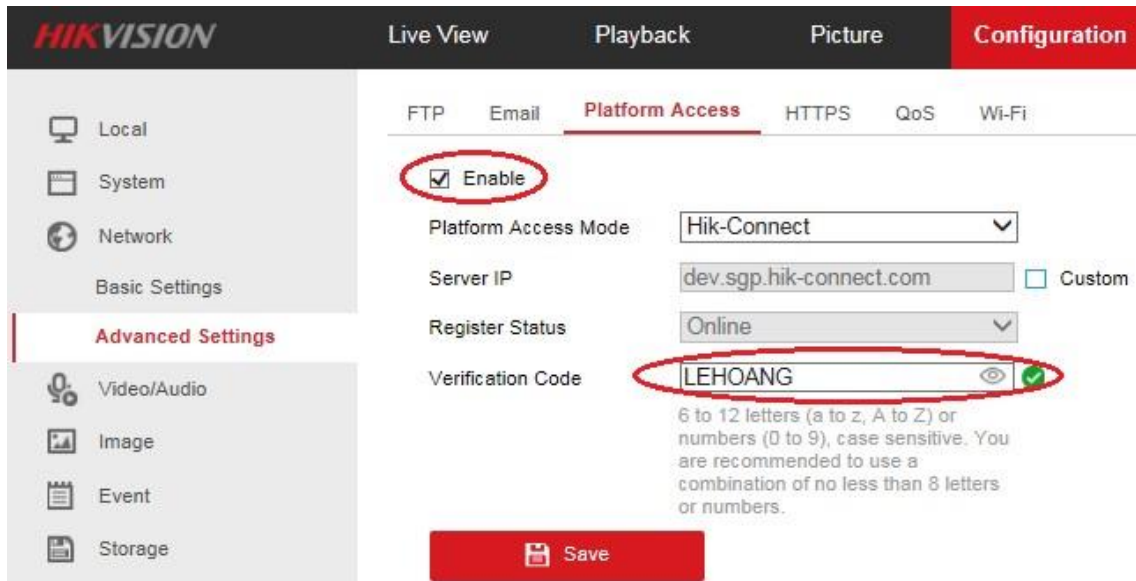 HIKVISION Live View Playback Picture Configuration
Local
System
Network
Basic Settings
Advanced Settings
Video/Audio
Image
Event
Storage
FTP Email Platform Access HTTPS QoS Wi-Fi
Enable
Platform Access Mode Hik-Connect
Server IP dev.sgp.hik-connect.com Custom
Register Status Online
Verification Code LEHOANG
6 to 12 letters (a to z, A to Z) or
numbers (0 to 9), case sensitive. You
are recommended to use a
combination of no less than 8 letters
or numbers.
Save